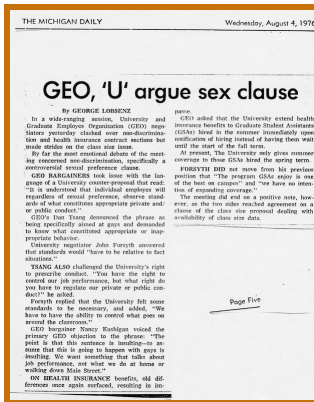 THE MICHIGAN DAILY
Wednesday, August 4, 1976
GEO, 'U' argue sex clause
By GEORGE LOBSENZ
In a wide-ranging session, University and
Graduate Employes Organization (GEO) nego-
tiators yesterday clashed over non-discrimina-
tion and health insurance contract sections but
made strides on the class size issue.
By far the most emotional debate of the meet-
ing concerned non-discrimination, specifically a
controversial sexual preference clause.
GEO BARGAINERS took issue with the lan-
guage of a University counter-proposal that read:
"It is understood that individual employes will
regardless of sexual preference, observe stand-
ards of what constitutes appropriate private and/
or public conduct."
GEO's Dan Tsang denounced the phrase as
being specifically aimed at gays and demanded
to know what constituted appropriate or inap-
propriate behavior.
University negotiator John Forsyth answered
that standards would "have to be relative to fact
situations."
TSANG ALSO challenged the University's right
to prescribe conduct. "You have the right to
control our job performance, but what right do
you have to regulate our private or public con-
duct?" he asked.
Forsyth replied that the University felt some
standards to be necessary, and added, "We
have to have the ability to control what goes on
around the classroom."
GEO bargainer Nancy Kushigan voiced the
primary GEO objection to the phrase: "The
point is that this sentence is insulting—to as-
sume that this is going to happen with gays is
insulting. We want something that talks about
job performance, not what we do at home or
walking down Main Street."
ON HEALTH INSURANCE benefits, old dif-
ferences once again surfaced, resulting in im-
passe.
GEO asked that the University extend health
insurance benefits to Graduate Student Assistants
(GSAs) hired in the summer immediately upon
notification of hiring instead of having them wait
until the start of the fall term.
At present, The University only gives summer
coverage to those GSAs hired the spring term.
FORSYTH DID not move from his previous
position that "The program GSAs enjoy is one
of the best on campus" and "we have no inten-
tion of expanding coverage."
The meeting did end on a positive note, how-
ever, as the two sides reached agreement on a
clause of the class size proposal dealing with
availability of class size data.
Page Five